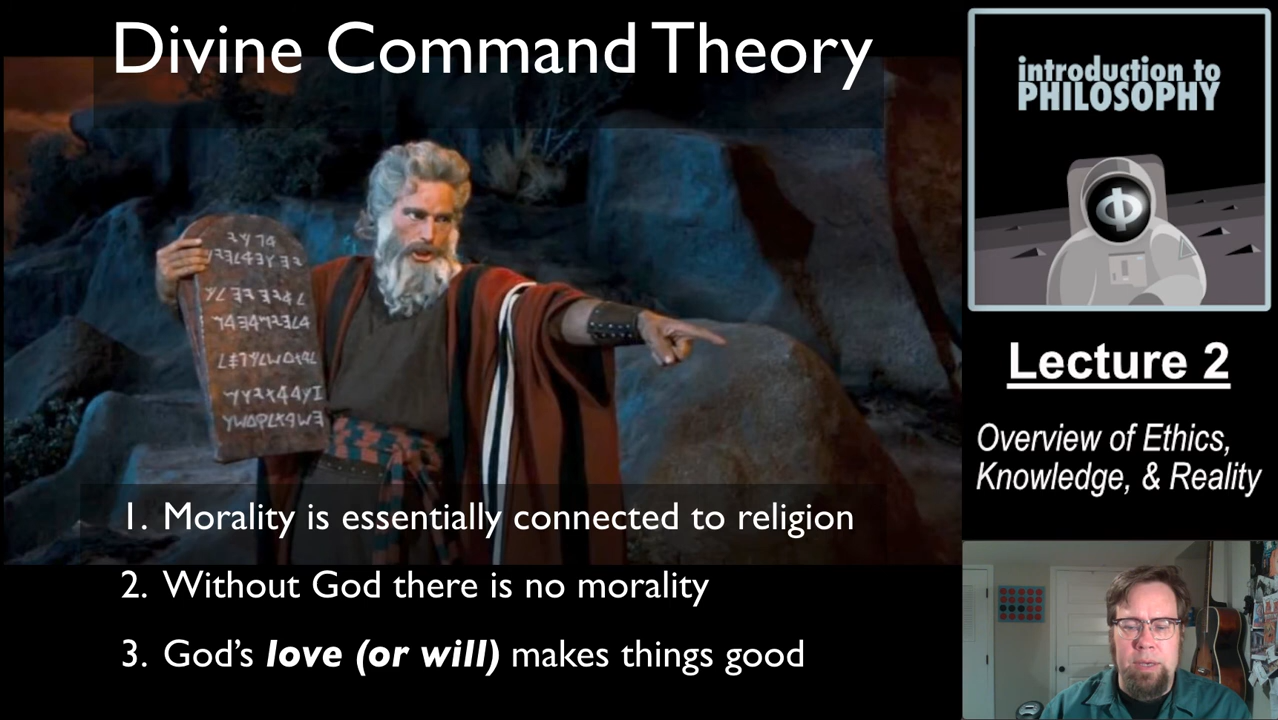 Divine Command Theory
1. Morality is essentially connected to religion
2. Without God there is no morality
3. God's love (or will) makes things good
introduction to
PHILOSOPHY
Φ
Lecture 2
Overview of Ethics,
Knowledge, & Reality